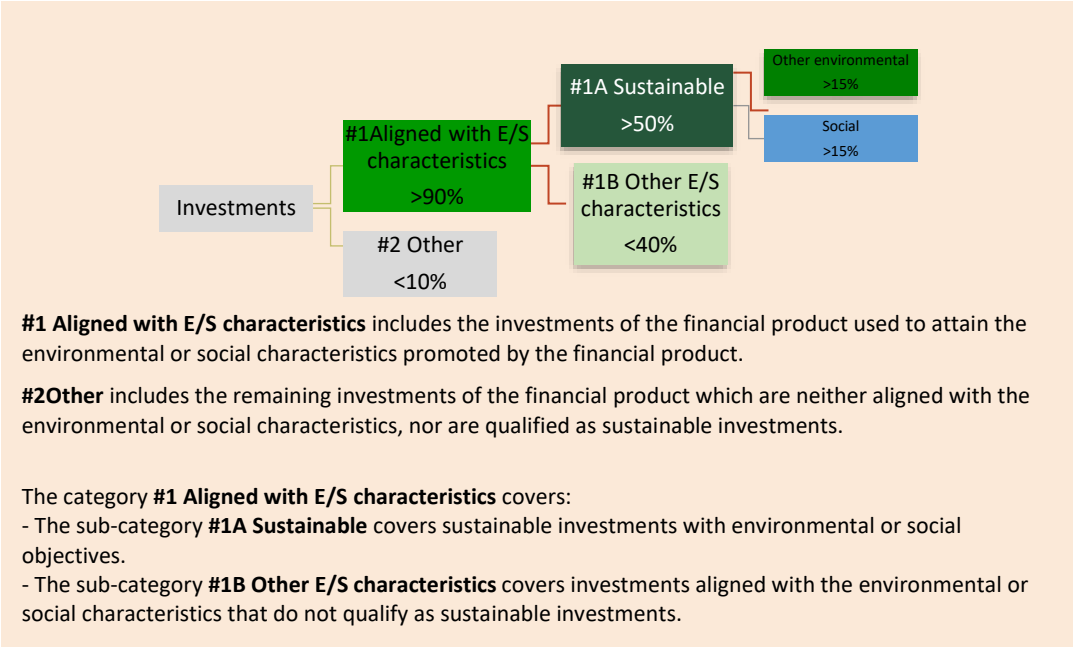 Other environmental
>15%
#1A Sustainable
>50%
Social
>15%
#1Aligned with E/S
characteristics
>90%
#1B Other E/S
characteristics
<40%
Investments
#2 Other
<10%
#1 Aligned with E/S characteristics includes the investments of the financial product used to attain the
environmental or social characteristics promoted by the financial product.
#2Other includes the remaining investments of the financial product which are neither aligned with the
environmental or social characteristics, nor are qualified as sustainable investments.
The category #1 Aligned with E/S characteristics covers:
- The sub-category #1A Sustainable covers sustainable investments with environmental or social
objectives.
- The sub-category #1B Other E/S characteristics covers investments aligned with the environmental or
social characteristics that do not qualify as sustainable investments.